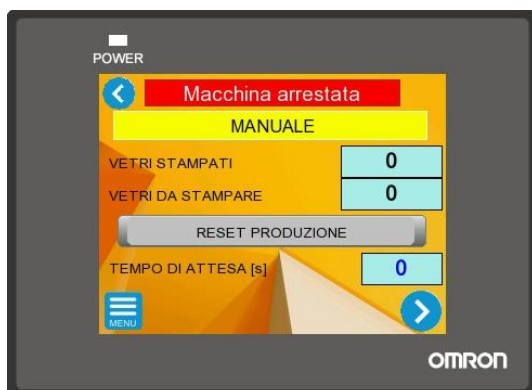 POWER
Macchina arrestata
MANUALE
VETRI STAMPATI 0
VETRI DA STAMPARE 0
RESET PRODUZIONE
TEMPO DI ATTESA [s] 0
MENU
OMRON